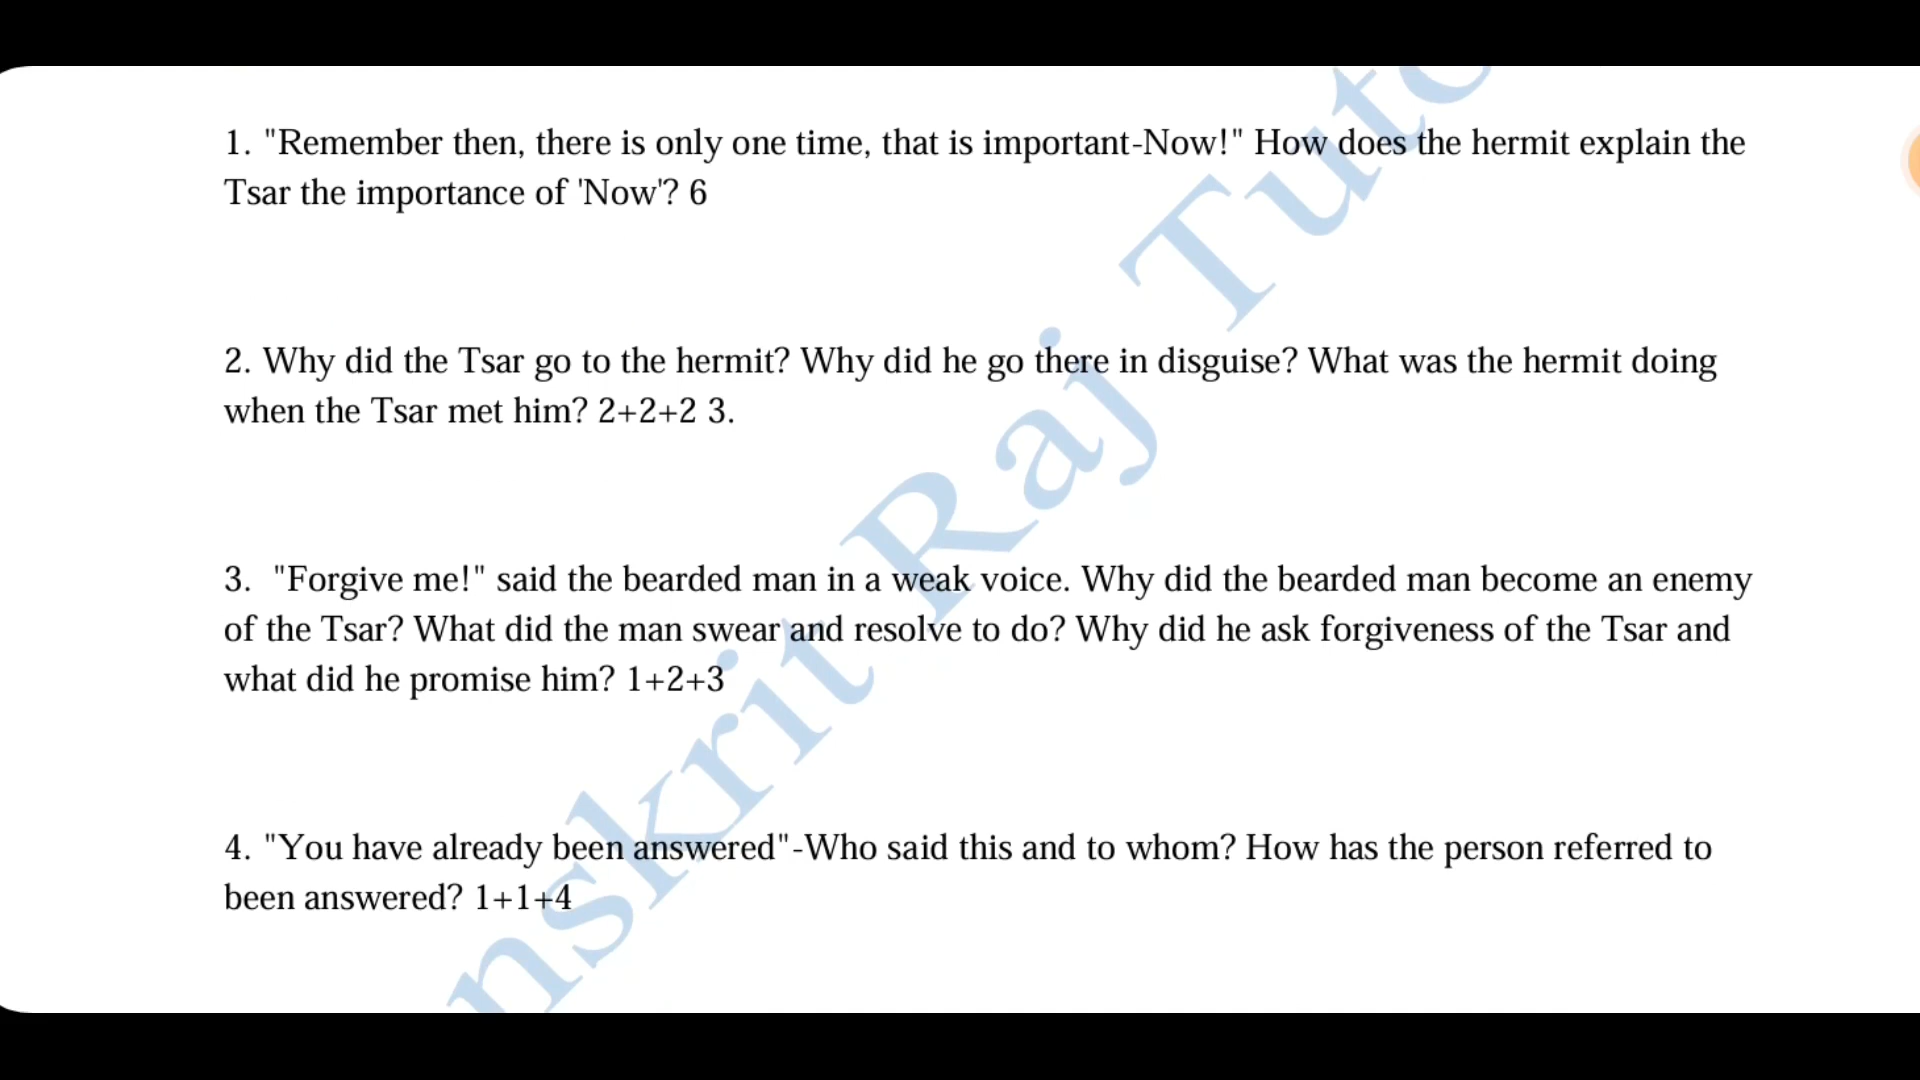 1. "Remember then, there is only one time, that is important-Now!" How does the hermit explain the
Tsar the importance of 'Now'? 6
2. Why did the Tsar go to the hermit? Why did he go there in disguise? What was the hermit doing
when the Tsar met him? 2+2+2 3.
3. "Forgive me!" said the bearded man in a weak voice. Why did the bearded man become an enemy
of the Tsar? What did the man swear and resolve to do? Why did he ask forgiveness of the Tsar and
what did he promise him? 1+2+3
4. "You have already been answered"-Who said this and to whom? How has the person referred to
been answered? 1+1+4
nskrit Raj Tuto